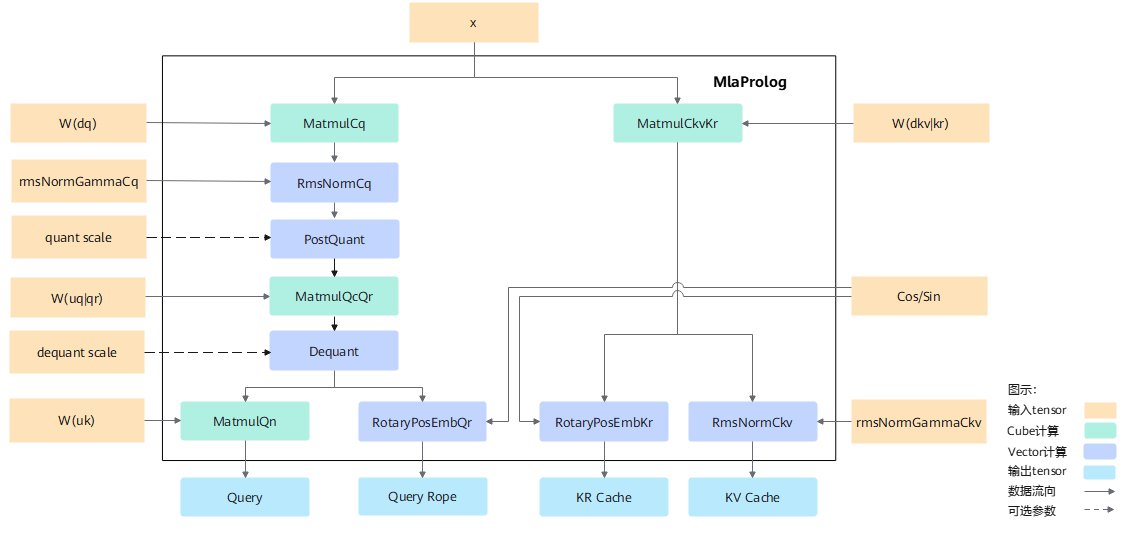 x
MlaProlog
W(dq)
MatmulCq
MatmulCkvKr
W(dkv|kr)
rmsNormGammaCq
RmsNormCq
quant scale
PostQuant
W(uq|qr)
MatmulQcQr
Cos/Sin
dequant scale
Dequant
W(uk)
MatmulQn
RotaryPosEmbQr
RotaryPosEmbKr
RmsNormCkv
rmsNormGammaCkv
Query
Query Rope
KR Cache
KV Cache
图示：
输入tensor
Cube计算
Vector计算
输出tensor
数据流向
可选参数